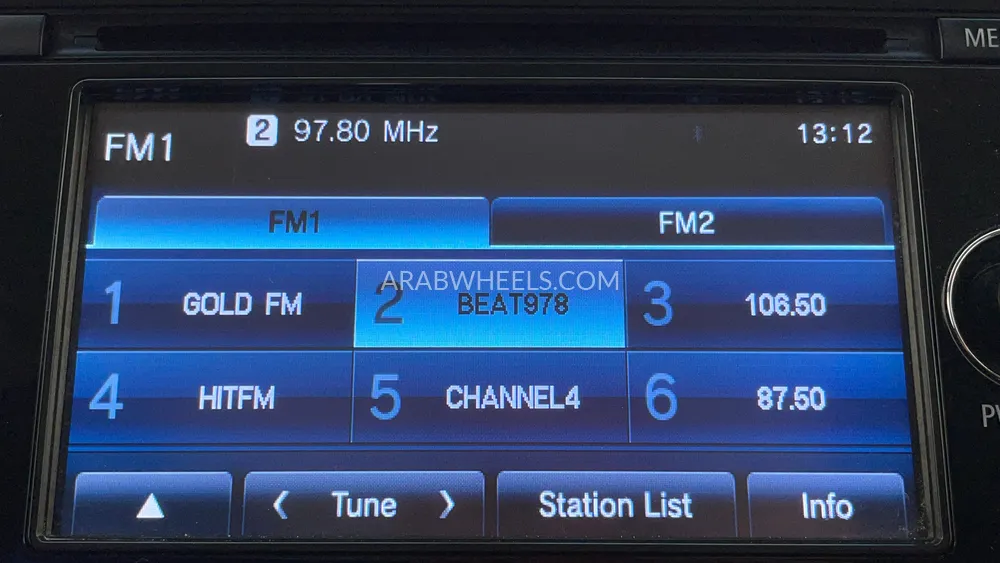 ME
FM1 2 97.80 MHz 13:12
FM1 FM2
ARABWHEELS.COM
1 GOLD FM 2 BEAT978 3 106.50
4 HITFM 5 CHANNEL4 6 87.50
Tune Station List Info